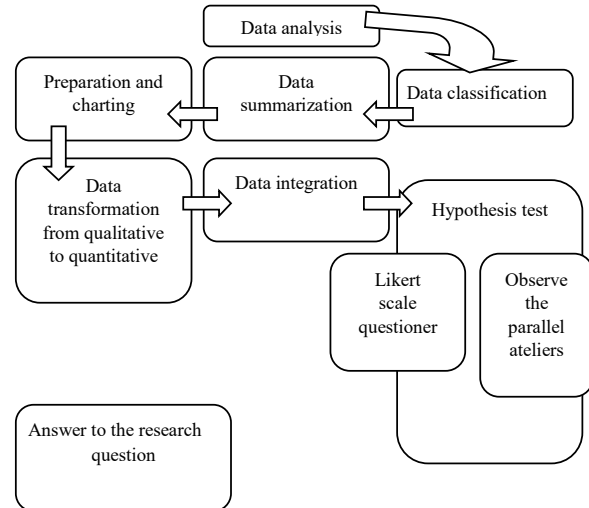 Data analysis
Data classification
Data
summarization
Preparation and
charting
Data
transformation
from qualitative
to quantitative
Data integration
Hypothesis test
Likert
scale
questioner
Observe
the
parallel
ateliers
Answer to the research
question